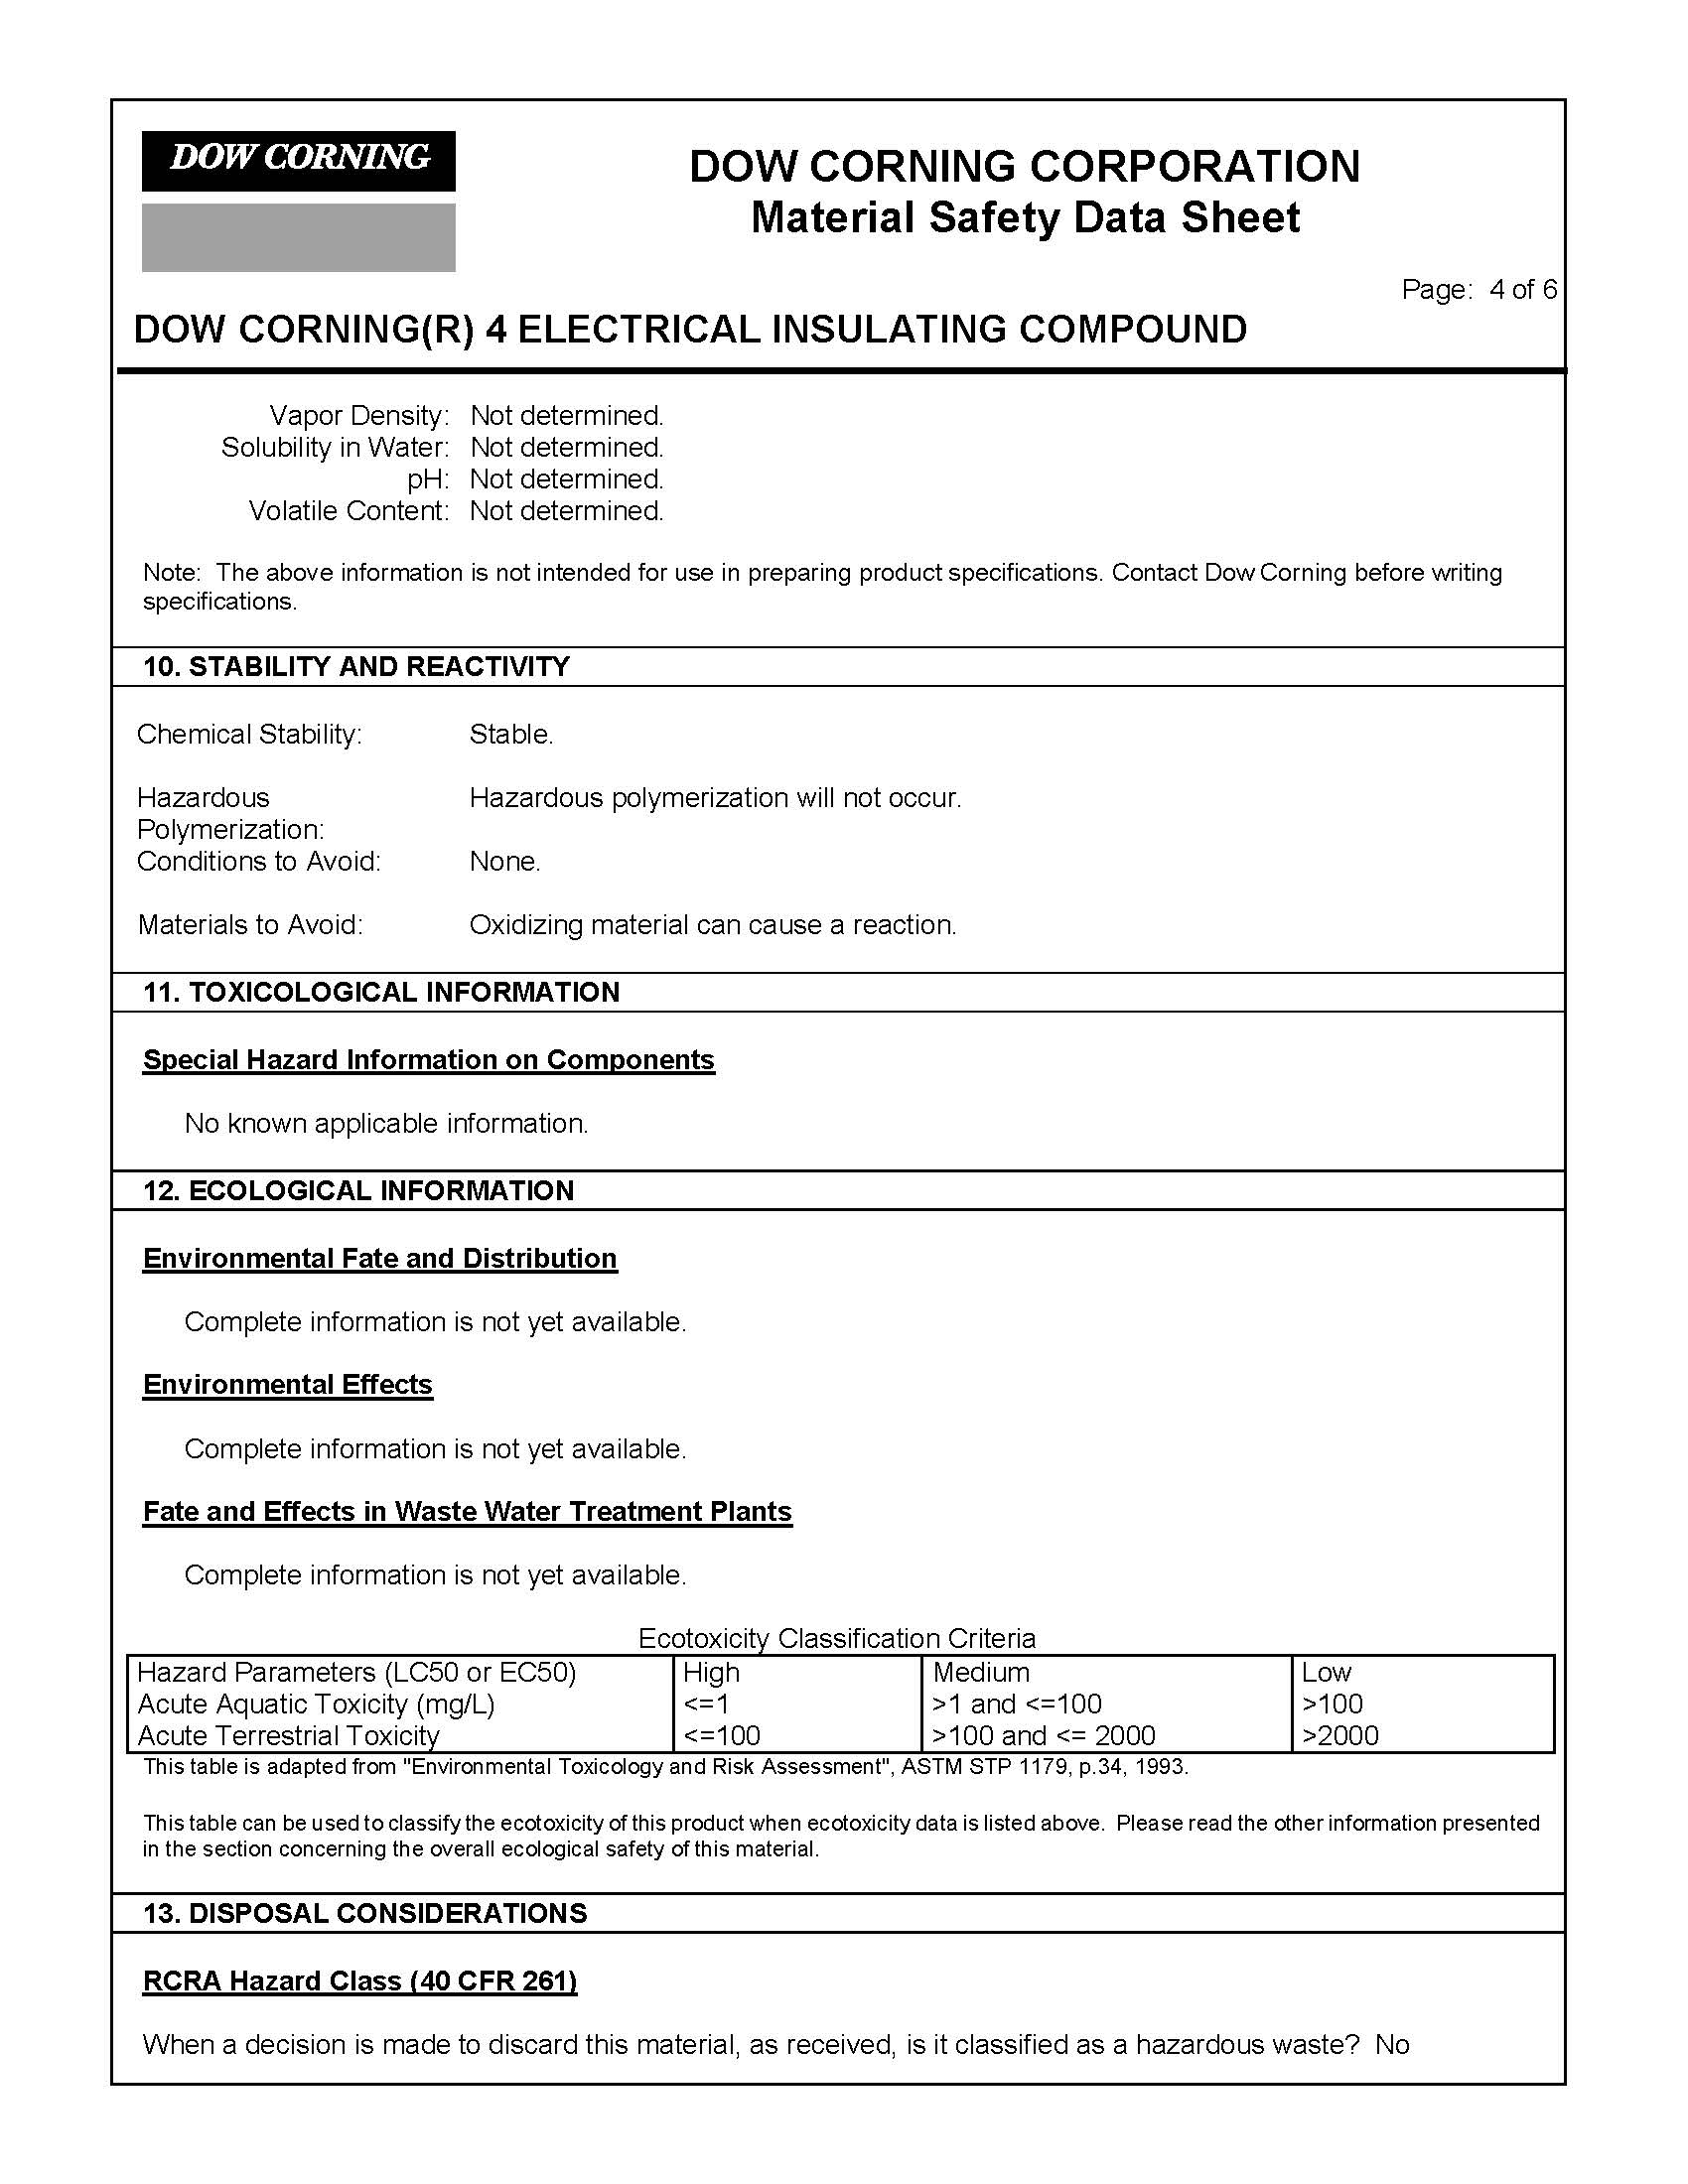 DOW CORNING
DOW CORNING CORPORATION
Material Safety Data Sheet
Page: 4 of 6
DOW CORNING(R) 4 ELECTRICAL INSULATING COMPOUND
Vapor Density: Not determined.
Solubility in Water: Not determined.
pH: Not determined.
Volatile Content: Not determined.
Note: The above information is not intended for use in preparing product specifications. Contact Dow Corning before writing
specifications.
10. STABILITY AND REACTIVITY
Chemical Stability: Stable.
Hazardous Hazardous polymerization will not occur.
Polymerization:
Conditions to Avoid: None.
Materials to Avoid: Oxidizing material can cause a reaction.
11. TOXICOLOGICAL INFORMATION
Special Hazard Information on Components
No known applicable information.
12. ECOLOGICAL INFORMATION
Environmental Fate and Distribution
Complete information is not yet available.
Environmental Effects
Complete information is not yet available.
Fate and Effects in Waste Water Treatment Plants
Complete information is not yet available.
Ecotoxicity Classification Criteria
Hazard Parameters (LC50 or EC50) High Medium Low
Acute Aquatic Toxicity (mg/L) <=1 >1 and <=100 >100
Acute Terrestrial Toxicity <=100 >100 and <= 2000 >2000
This table is adapted from "Environmental Toxicology and Risk Assessment", ASTM STP 1179, p.34, 1993.
This table can be used to classify the ecotoxicity of this product when ecotoxicity data is listed above. Please read the other information presented
in the section concerning the overall ecological safety of this material.
13. DISPOSAL CONSIDERATIONS
RCRA Hazard Class (40 CFR 261)
When a decision is made to discard this material, as received, is it classified as a hazardous waste? No